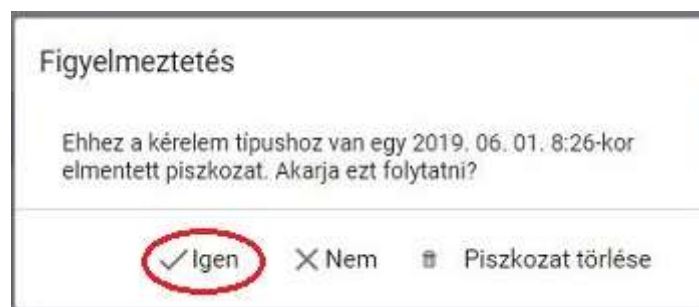 Figyelmeztetés
Ehhez a kérelem típushoz van egy 2019. 06. 01. 8:26-kor
elmentett piszkozat. Akarja ezt folytatni?
Igen Nem Piszkozat törlése